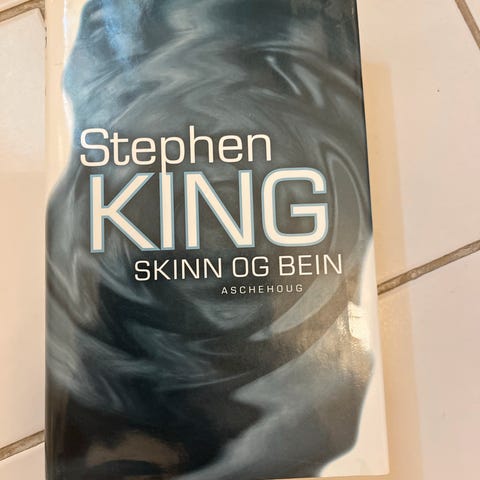 Stephen
KING
SKINN OG BEIN
ASCHEHOUG